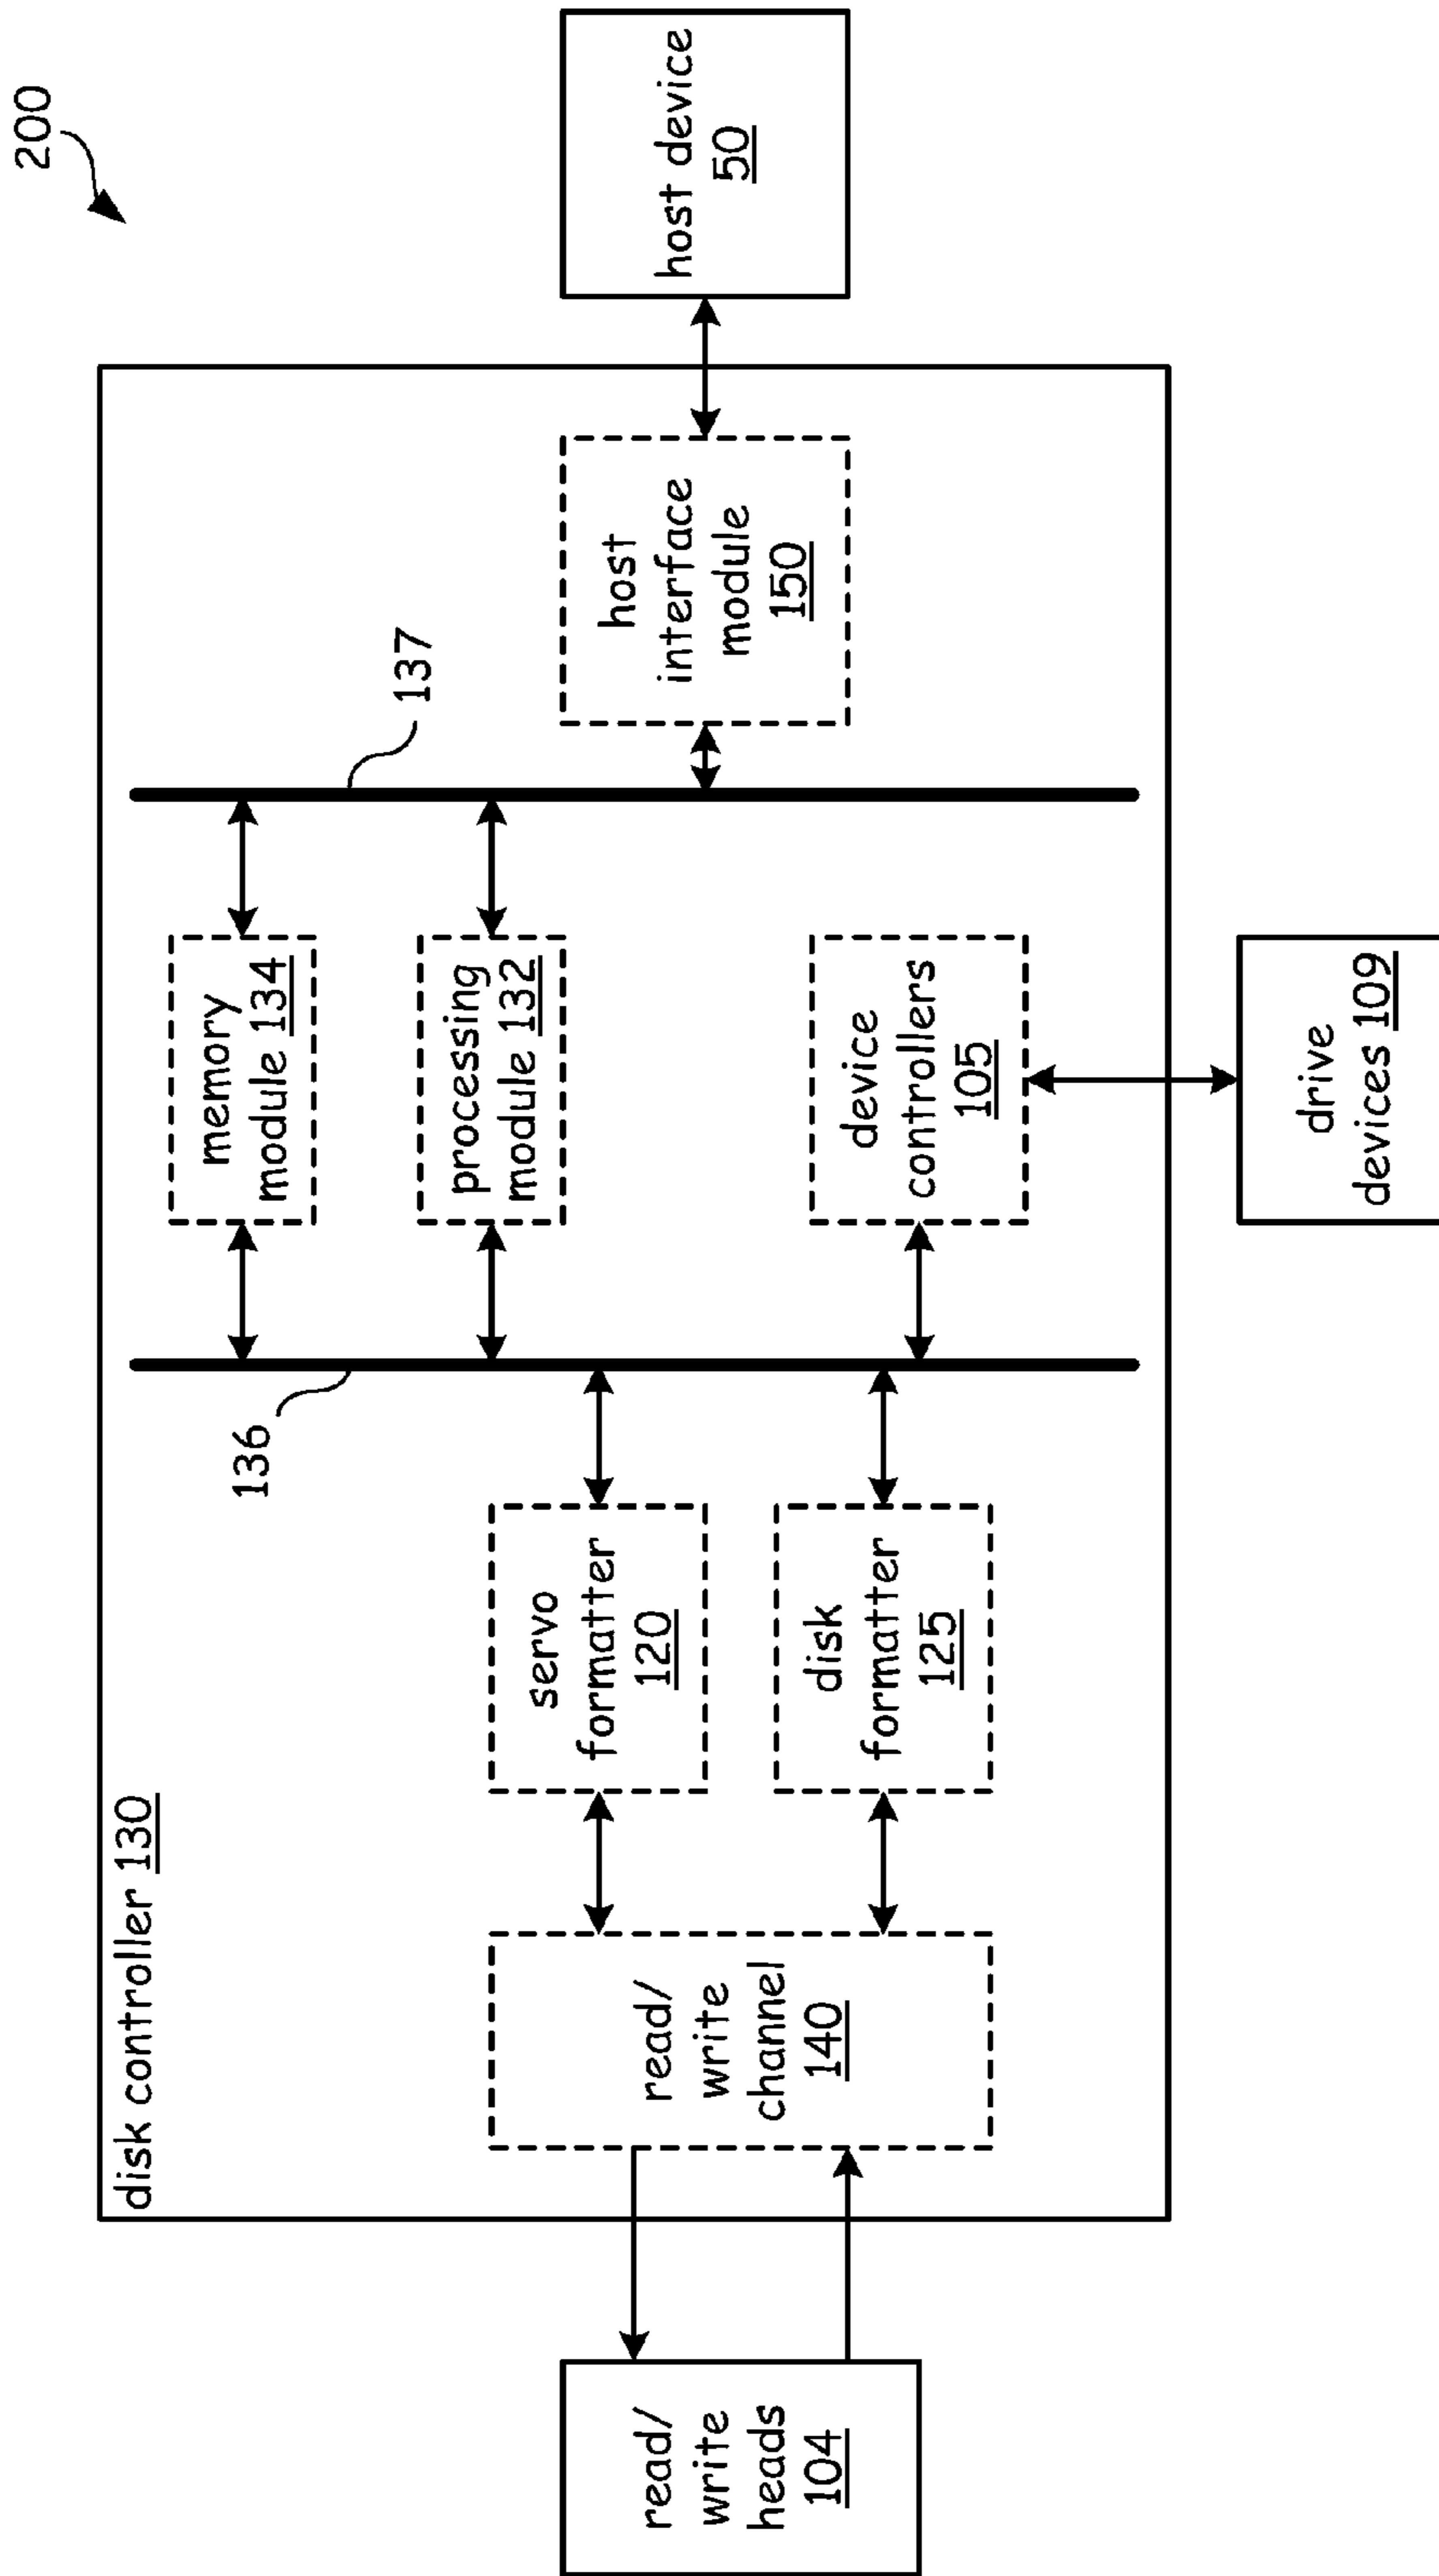 200
disk controller 130
136
137
memory
module 134
processing
module 132
read/
write
heads
104
read/
write
channel
140
servo
formatter
120
disk
formatter
125
device
controllers
105
host
interface
module
150
host device
50
drive
devices 109